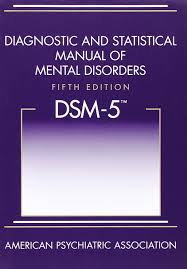 DIAGNOSTIC AND STATISTICAL
MANUAL OF
MENTAL DISORDERS
FIFTH EDITION
DSM-5™
AMERICAN PSYCHIATRIC ASSOCIATION